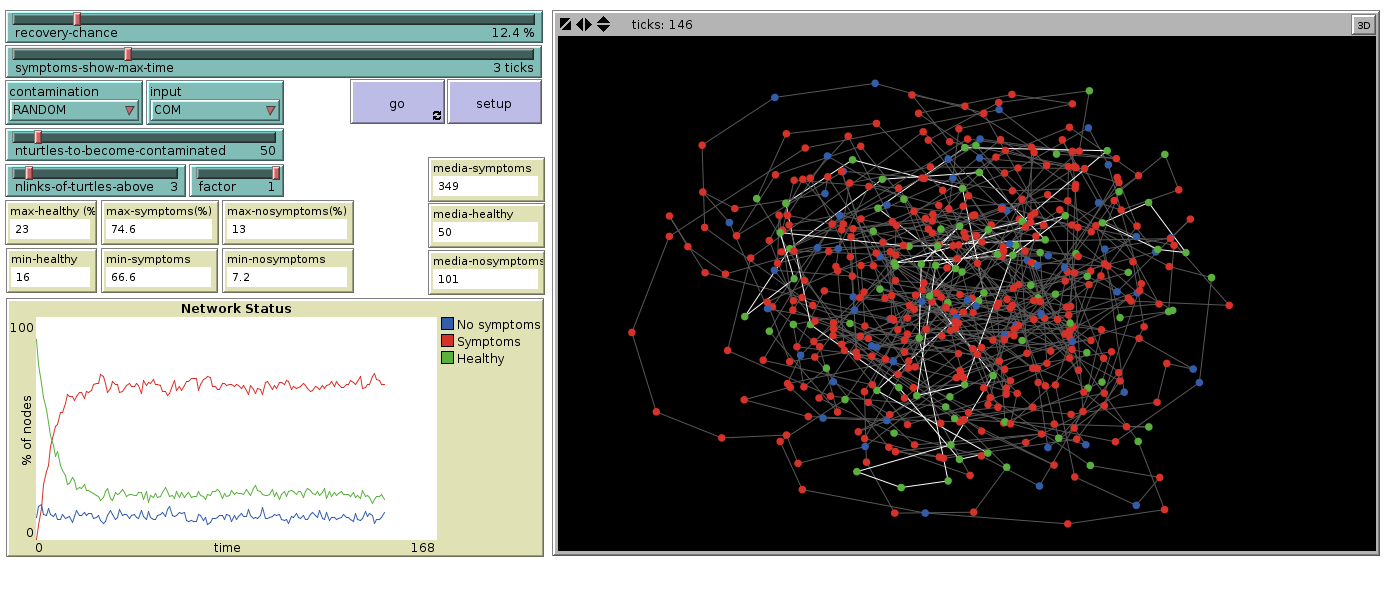 recovery-chance 12.4 %
symptoms-show-max-time 3 ticks
contamination
RANDOM
input
COM
go
setup
nturtles-to-become-contaminated 50
nlinks-of-turtles-above 3
factor 1
media-symptoms
349
max-healthy (%
23
max-symptoms(%)
74.6
max-nosymptoms(%)
13
media-healthy
50
min-healthy
16
min-symptoms
66.6
min-nosymptoms
7.2
media-nosymptoms
101
Network Status
100
% of nodes
0
0 time 168
No symptoms
Symptoms
Healthy
ticks: 146
3D